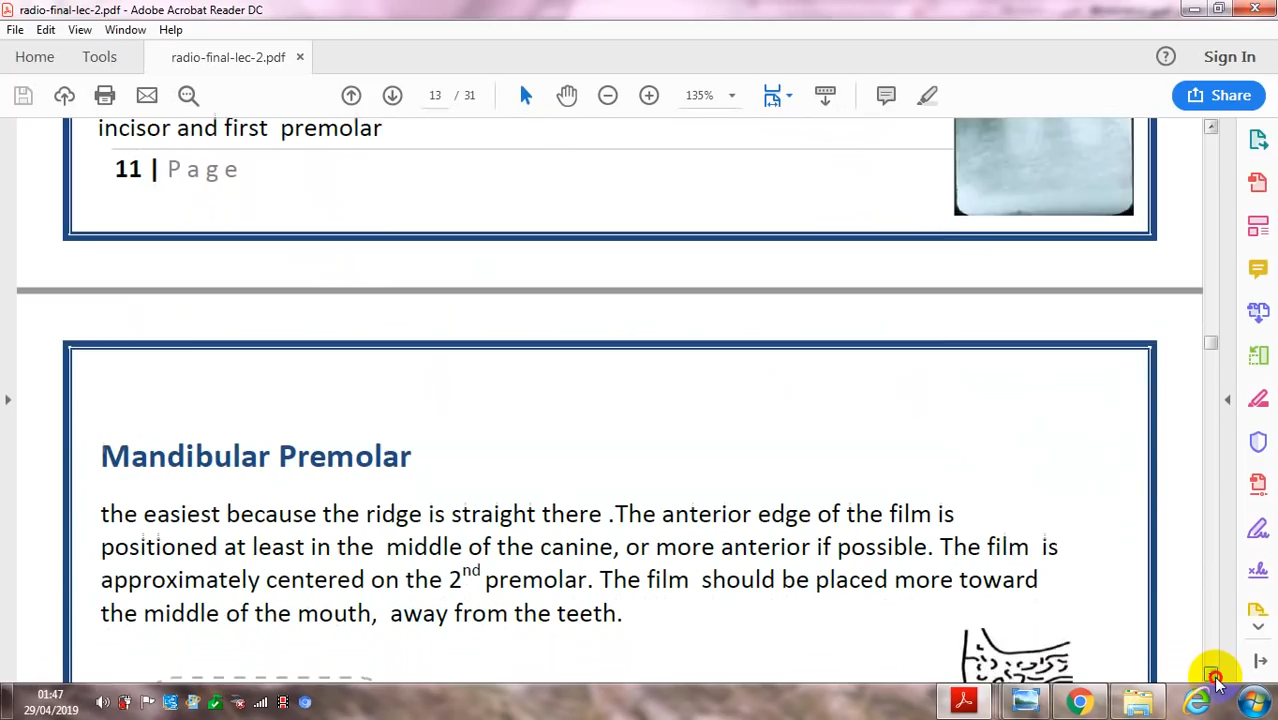 radio-final-lec-2.pdf - Adobe Acrobat Reader DC
File Edit View Window Help
Home Tools radio-final-lec-2.pdf × Sign In
13 / 31 135% Share
incisor and first premolar
11 | Page
Mandibular Premolar
the easiest because the ridge is straight there .The anterior edge of the film is
positioned at least in the middle of the canine, or more anterior if possible. The film is
approximately centered on the 2nd premolar. The film should be placed more toward
the middle of the mouth, away from the teeth.
01:47
29/04/2019